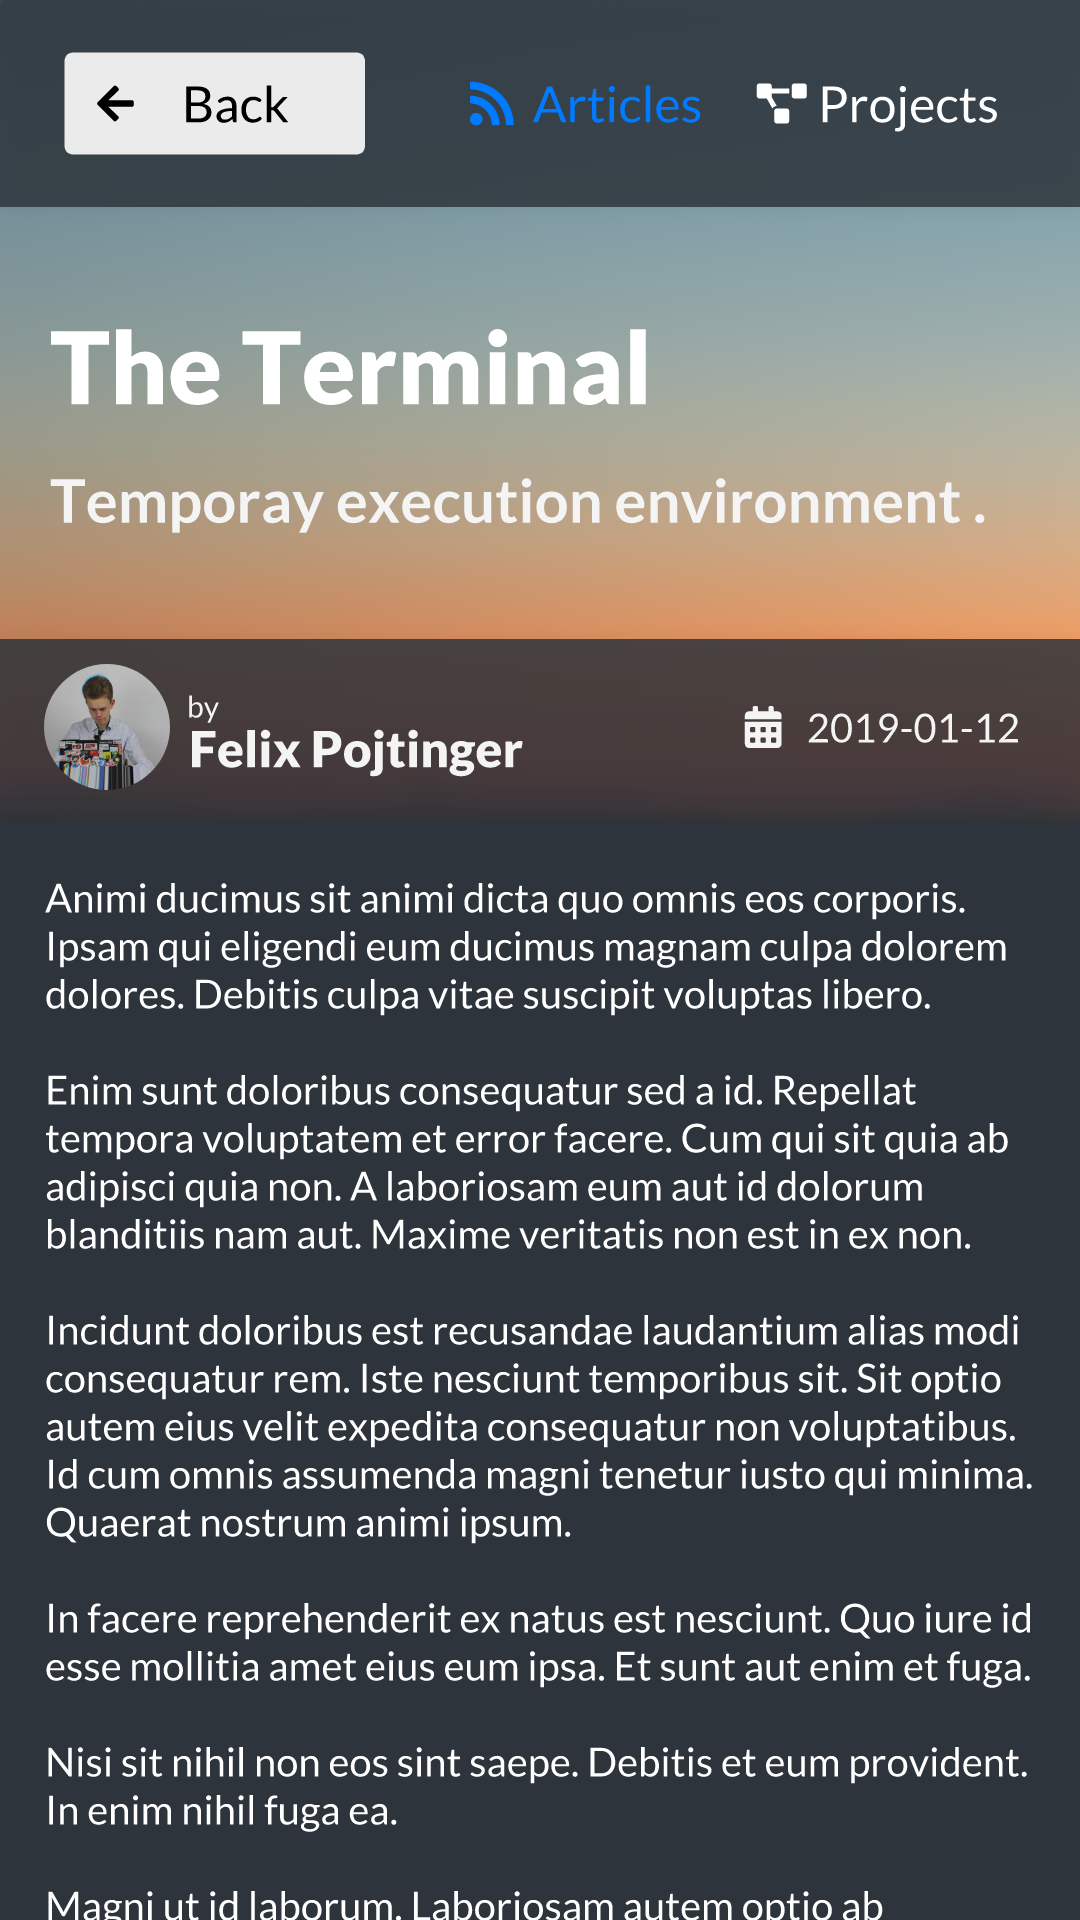 Back
Articles
Projects
The Terminal
Temporay execution environment .
by
Felix Pojtinger
2019-01-12
Animi ducimus sit animi dicta quo omnis eos corporis.
Ipsam qui eligendi eum ducimus magnam culpa dolorem
dolores. Debitis culpa vitae suscipit voluptas libero.
Enim sunt doloribus consequatur sed a id. Repellat
tempora voluptatem et error facere. Cum qui sit quia ab
adipisci quia non. A laboriosam eum aut id dolorum
blanditiis nam aut. Maxime veritatis non est in ex non.
Incidunt doloribus est recusandae laudantium alias modi
consequatur rem. Iste nesciunt temporibus sit. Sit optio
autem eius velit expedita consequatur non voluptatibus.
Id cum omnis assumenda magni tenetur iusto qui minima.
Quaerat nostrum animi ipsum.
In facere reprehenderit ex natus est nesciunt. Quo iure id
esse mollitia amet eius eum ipsa. Et sunt aut enim et fuga.
Nisi sit nihil non eos sint saepe. Debitis et eum provident.
In enim nihil fuga ea.
Magni ut id laborum. Laboriosam autem optio ab